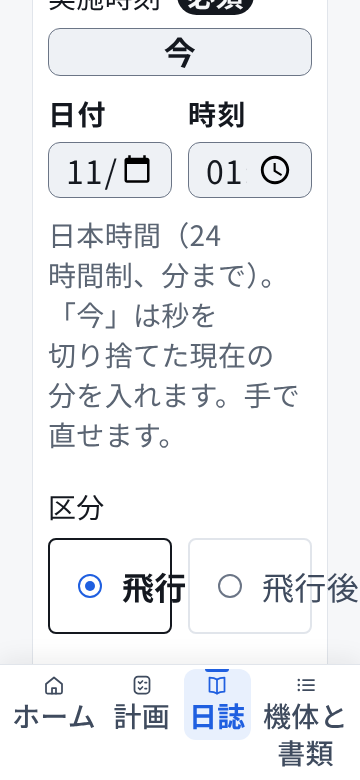 実施時刻 必須
今
日付 時刻
11/ 01
日本時間（24
時間制、分まで）。
「今」は秒を
切り捨てた現在の
分を入れます。手で
直せます。
区分
飛行 飛行後
ホーム 計画 日誌 機体と
書類